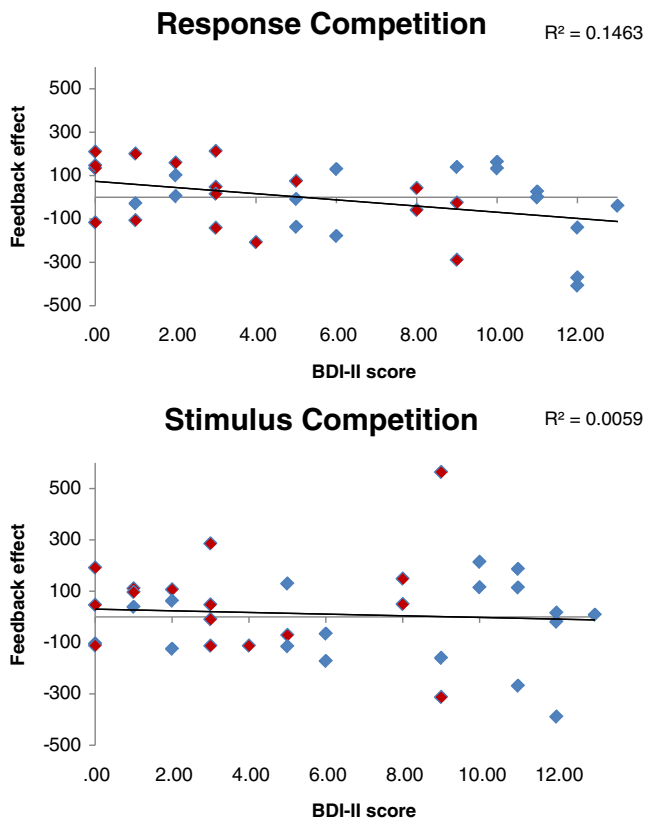 Response Competition
R² = 0.1463
500
300
100
-100
-300
-500
Feedback effect
.00 2.00 4.00 6.00 8.00 10.00 12.00
BDI-II score
Stimulus Competition
R² = 0.0059
500
300
100
-100
-300
-500
Feedback effect
.00 2.00 4.00 6.00 8.00 10.00 12.00
BDI-II score